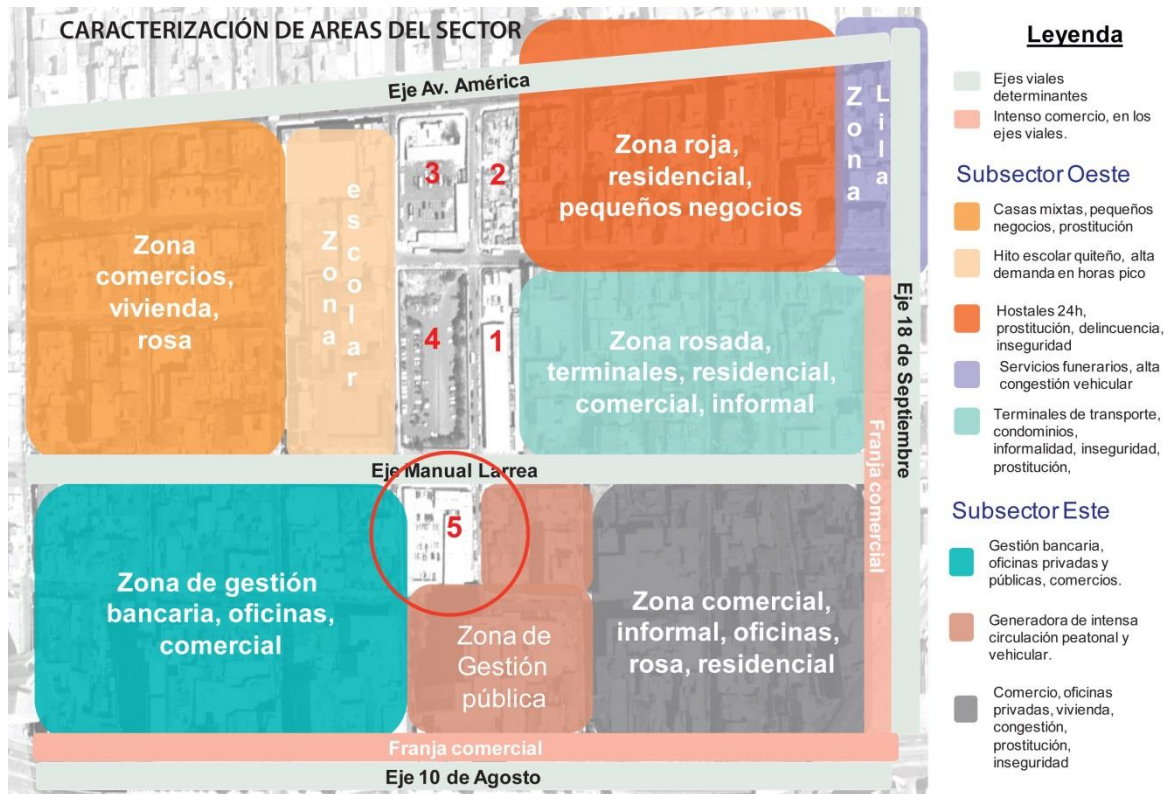 CARACTERIZACIÓN DE AREAS DEL SECTOR
Eje Av. América
Zona
Lila
Zona roja,
residencial,
pequeños negocios
3
2
Zona
comercios,
vivienda,
rosa
Zona
escolar
4
1
Zona rosada,
terminales, residencial,
comercial, informal
Eje 18 de Septiembre
Franja comercial
Eje Manual Larrea
5
Zona de gestión
bancaria, oficinas,
comercial
Zona de
Gestión
pública
Zona comercial,
informal, oficinas,
rosa, residencial
Franja comercial
Eje 10 de Agosto
Leyenda
Ejes viales
determinantes
Intenso comercio, en los
ejes viales.
Subsector Oeste
Casas mixtas, pequeños
negocios, prostitución
Hito escolar quiteño, alta
demanda en horas pico
Hostales 24h,
prostitución, delincuencia,
inseguridad
Servicios funerarios, alta
congestión vehicular
Terminales de transporte,
condominios,
informalidad, inseguridad,
prostitución,
Subsector Este
Gestión bancaria,
oficinas privadas y
públicas, comercios.
Generadora de intensa
circulación peatonal y
vehicular.
Comercio, oficinas
privadas, vivienda,
congestión,
prostitución,
inseguridad